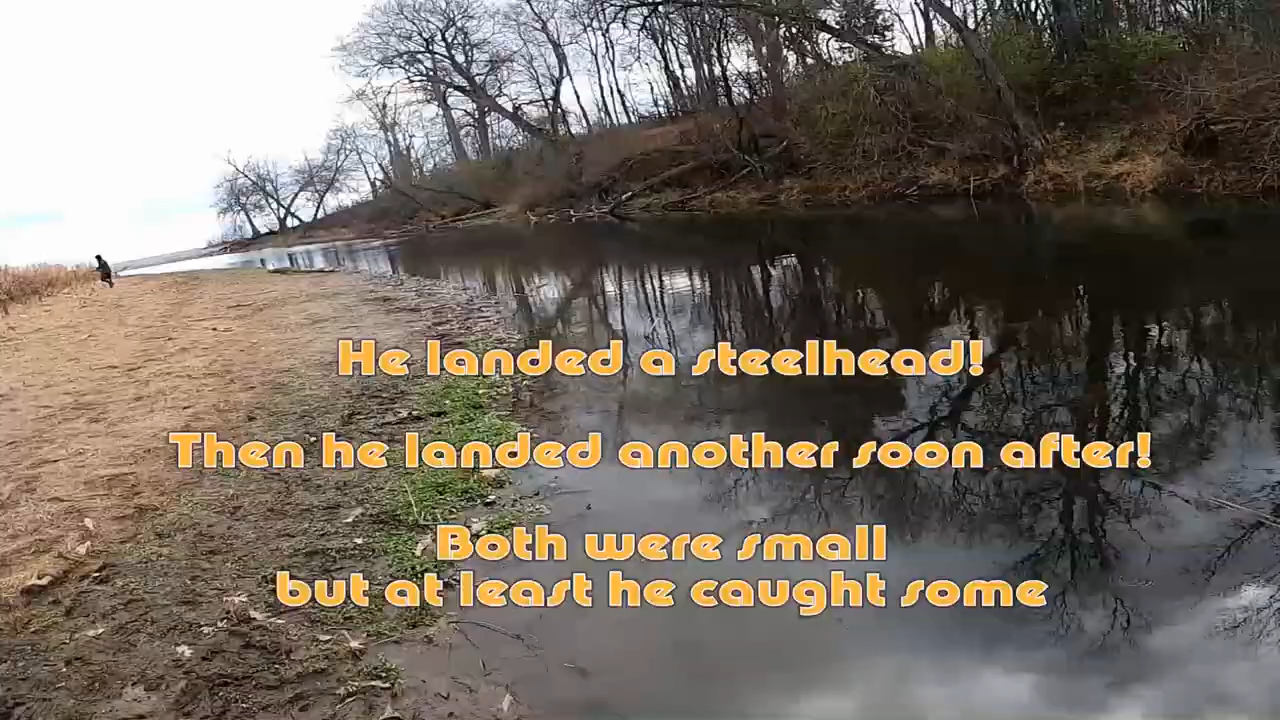 He landed a steelhead!
Then he landed another soon after!
Both were small
but at least he caught some